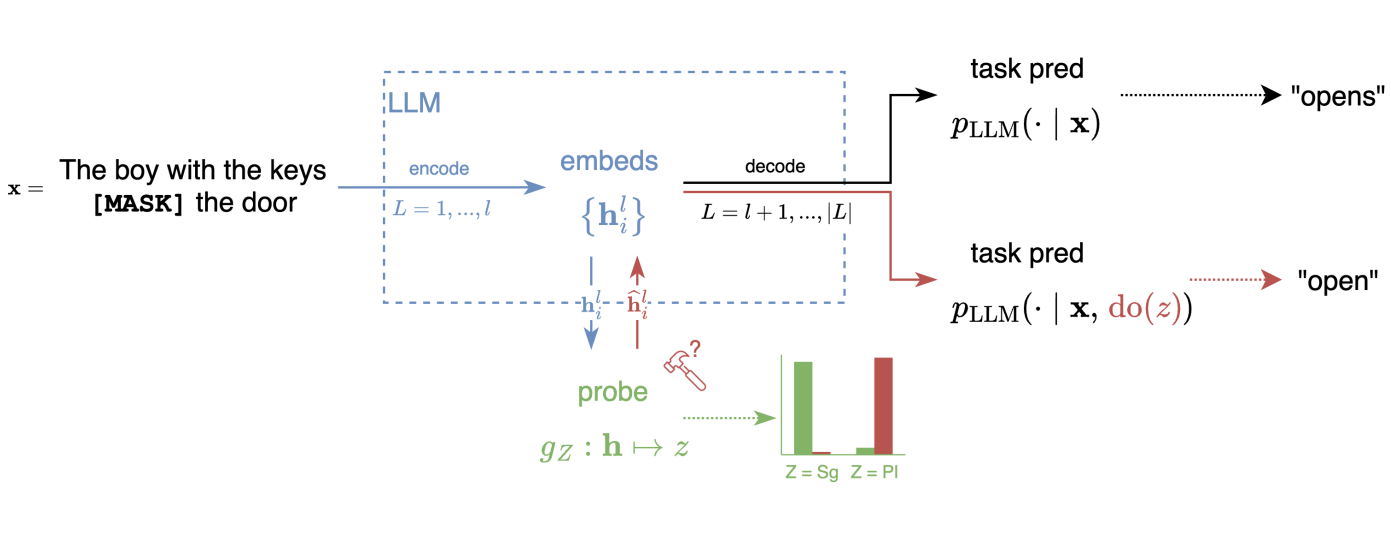 x =
The boy with the keys
[MASK] the door
LLM
encode
L = 1, ..., l
embeds
{h_i^l}
decode
L = l + 1, ..., |L|
task pred
p_LLM(· | x)
"opens"
task pred
p_LLM(· | x, do(z))
"open"
h_i^l
ĥ_i^l
?
probe
g_Z : h ↦ z
Z = Sg Z = Pl